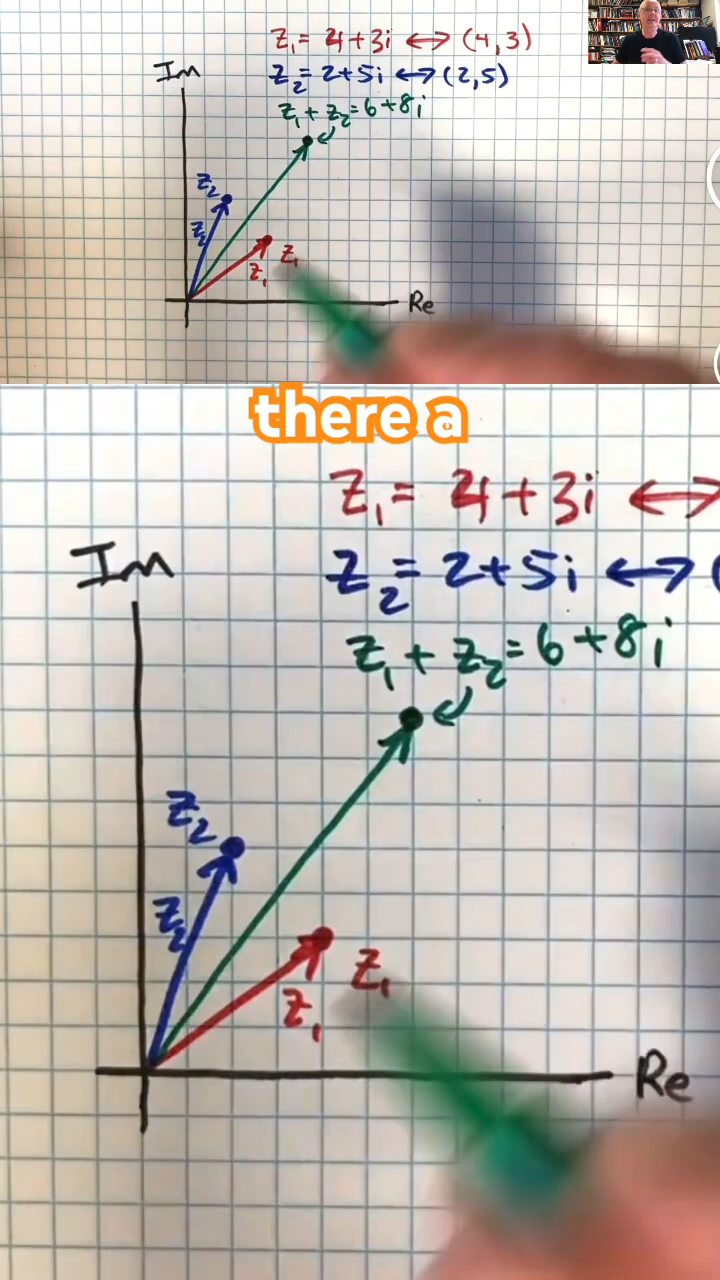 Z₁ = 4+3i ↔ (4,3)
Im
Z₂ = 2+5i ↔ (2,5)
Z₁ + Z₂ = 6+8i
Z₂
Z₂
Z₁
Z₁
Re
there a
Z₁ = 4+3i ↔
Im
Z₂ = 2+5i ↔ (
Z₁ + Z₂ = 6+8i
Z₂
Z₂
Z₁
Z₁
Re